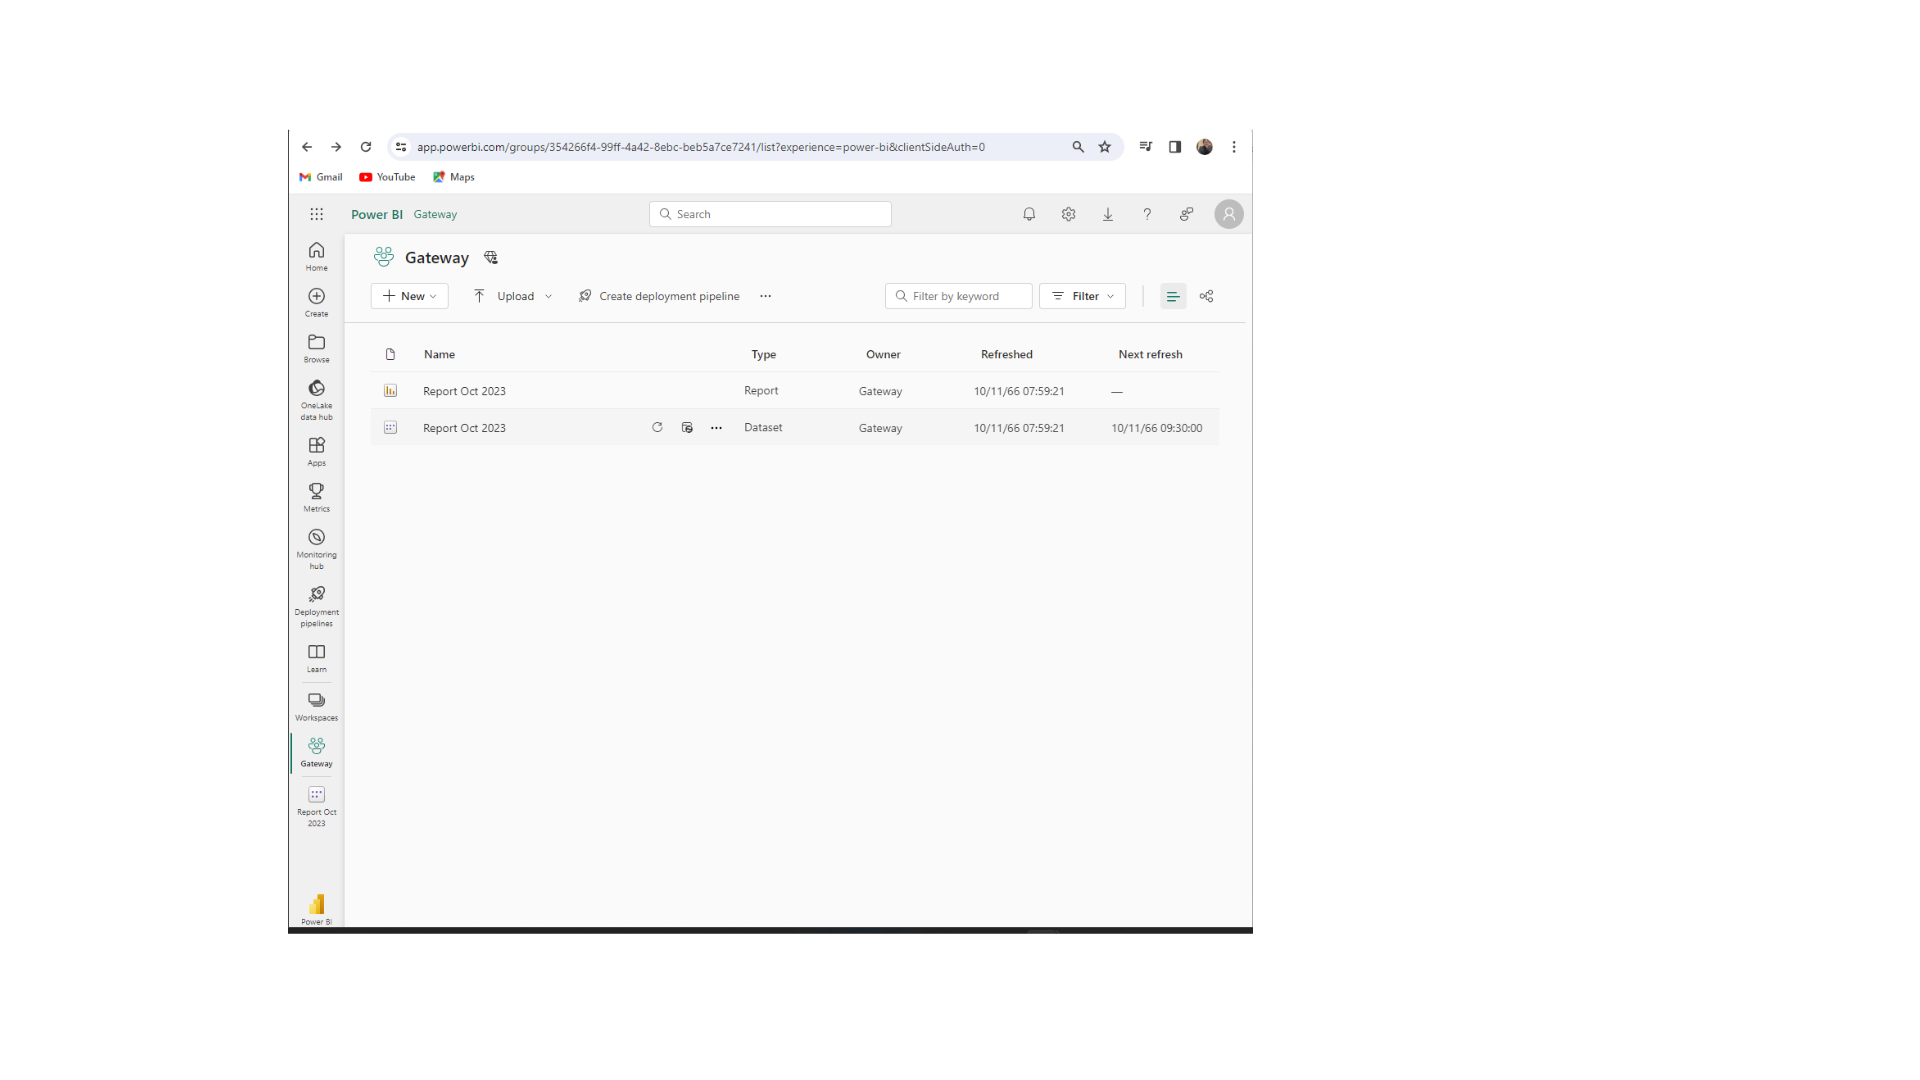 app.powerbi.com/groups/354266f4-99ff-4a42-8ebc-beb5a7ce7241/list?experience=power-bi&clientSideAuth=0
Gmail YouTube Maps
Power BI Gateway Search ?
Home
Create
Browse
OneLake
data hub
Apps
Metrics
Monitoring
hub
Deployment
pipelines
Learn
Workspaces
Gateway
Report Oct
2023
Power BI
Gateway
New Upload Create deployment pipeline ... Filter by keyword Filter
Name Type Owner Refreshed Next refresh
Report Oct 2023 Report Gateway 10/11/66 07:59:21 —
Report Oct 2023 ... Dataset Gateway 10/11/66 07:59:21 10/11/66 09:30:00